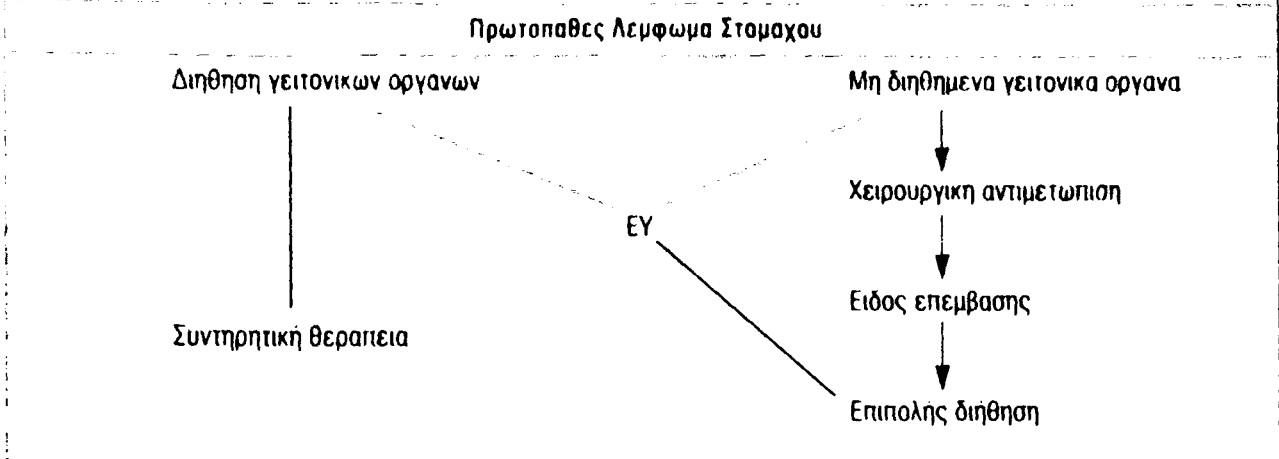 Πρωτοπαθες Λεμφωμα Στομαχου
Διηθηση γειτονικων οργανων
Μη διηθημενα γειτονικα οργανα
Χειρουργικη αντιμετωπιση
ΕΥ
Ειδος επεμβασης
Συντηρητική θεραπεια
Επιπολής διήθηση